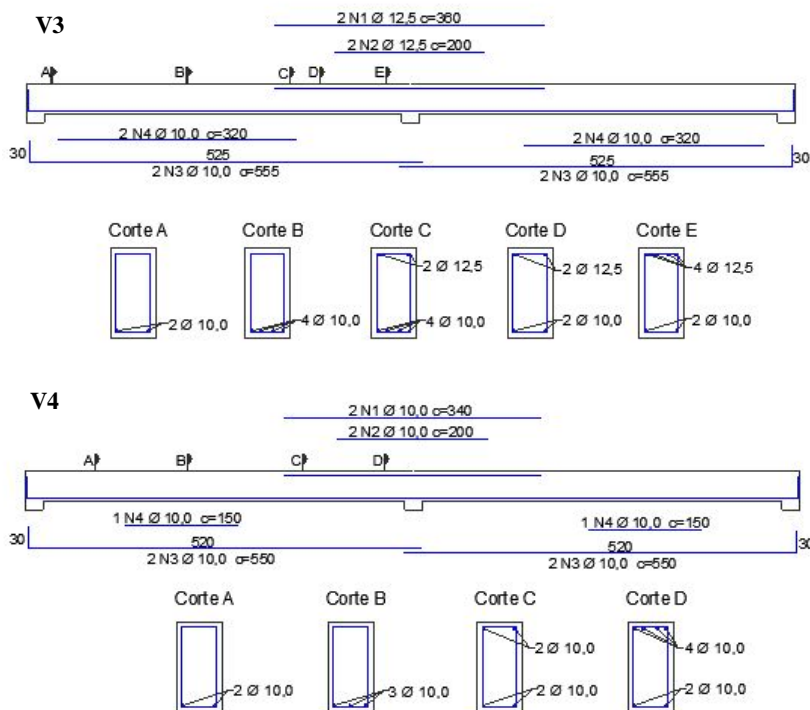 V3
2 N1 Ø 12,5 c=360
2 N2 Ø 12,5 c=200
A B C D E
2 N4 Ø 10,0 c=320
2 N4 Ø 10,0 c=320
30 525 525 30
2 N3 Ø 10,0 c=555
2 N3 Ø 10,0 c=555
Corte A Corte B Corte C Corte D Corte E
2 Ø 12,5 2 Ø 12,5 4 Ø 12,5
2 Ø 10,0 4 Ø 10,0 4 Ø 10,0 2 Ø 10,0 2 Ø 10,0
V4
2 N1 Ø 10,0 c=340
2 N2 Ø 10,0 c=200
A B C D
1 N4 Ø 10,0 c=150
1 N4 Ø 10,0 c=150
30 520 520 30
2 N3 Ø 10,0 c=550
2 N3 Ø 10,0 c=550
Corte A Corte B Corte C Corte D
2 Ø 10,0 4 Ø 10,0
2 Ø 10,0 3 Ø 10,0 2 Ø 10,0 2 Ø 10,0